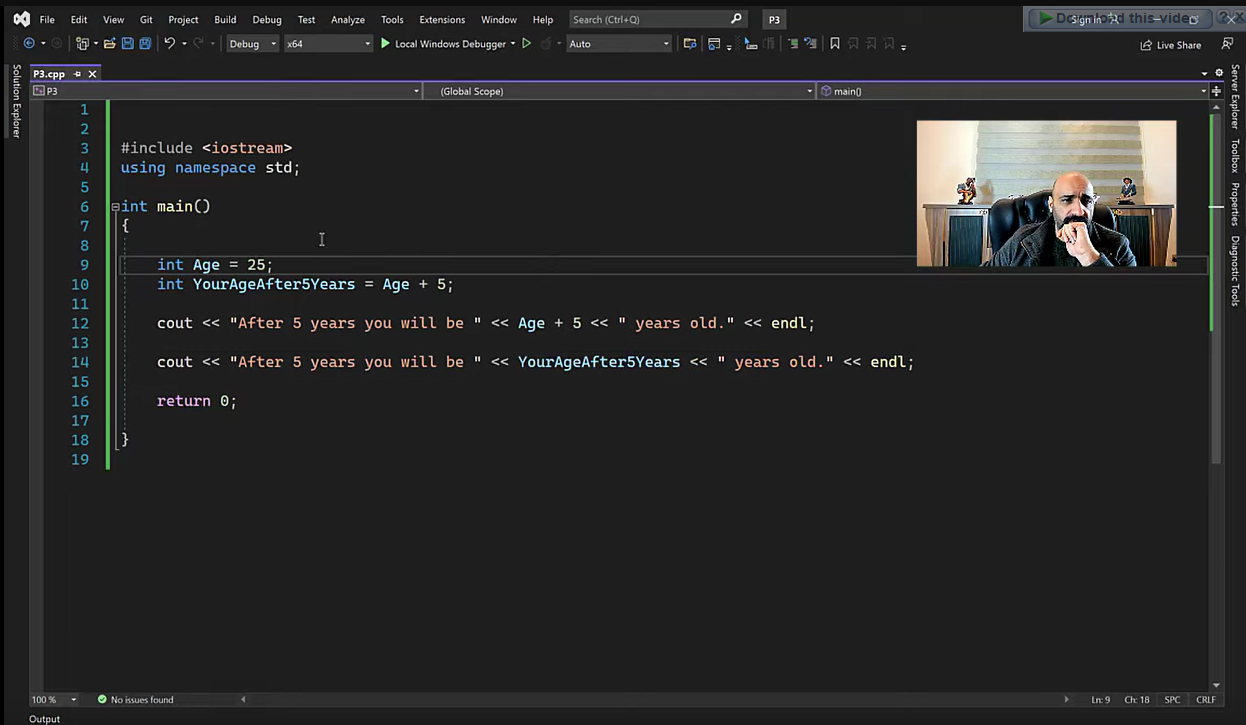 File Edit View Git Project Build Debug Test Analyze Tools Extensions Window Help Search (Ctrl+Q) P3 Sign in Download this video
Debug x64 Local Windows Debugger Auto Live Share
P3.cpp
P3 (Global Scope) main()
Solution Explorer
Server Explorer
Toolbox
Properties
Diagnostic Tools
1
2
3 #include <iostream>
4 using namespace std;
5
6 int main()
7 {
8
9 int Age = 25;
10 int YourAgeAfter5Years = Age + 5;
11
12 cout << "After 5 years you will be " << Age + 5 << " years old." << endl;
13
14 cout << "After 5 years you will be " << YourAgeAfter5Years << " years old." << endl;
15
16 return 0;
17
18 }
19
100 % No issues found Ln: 9 Ch: 18 SPC CRLF
Output